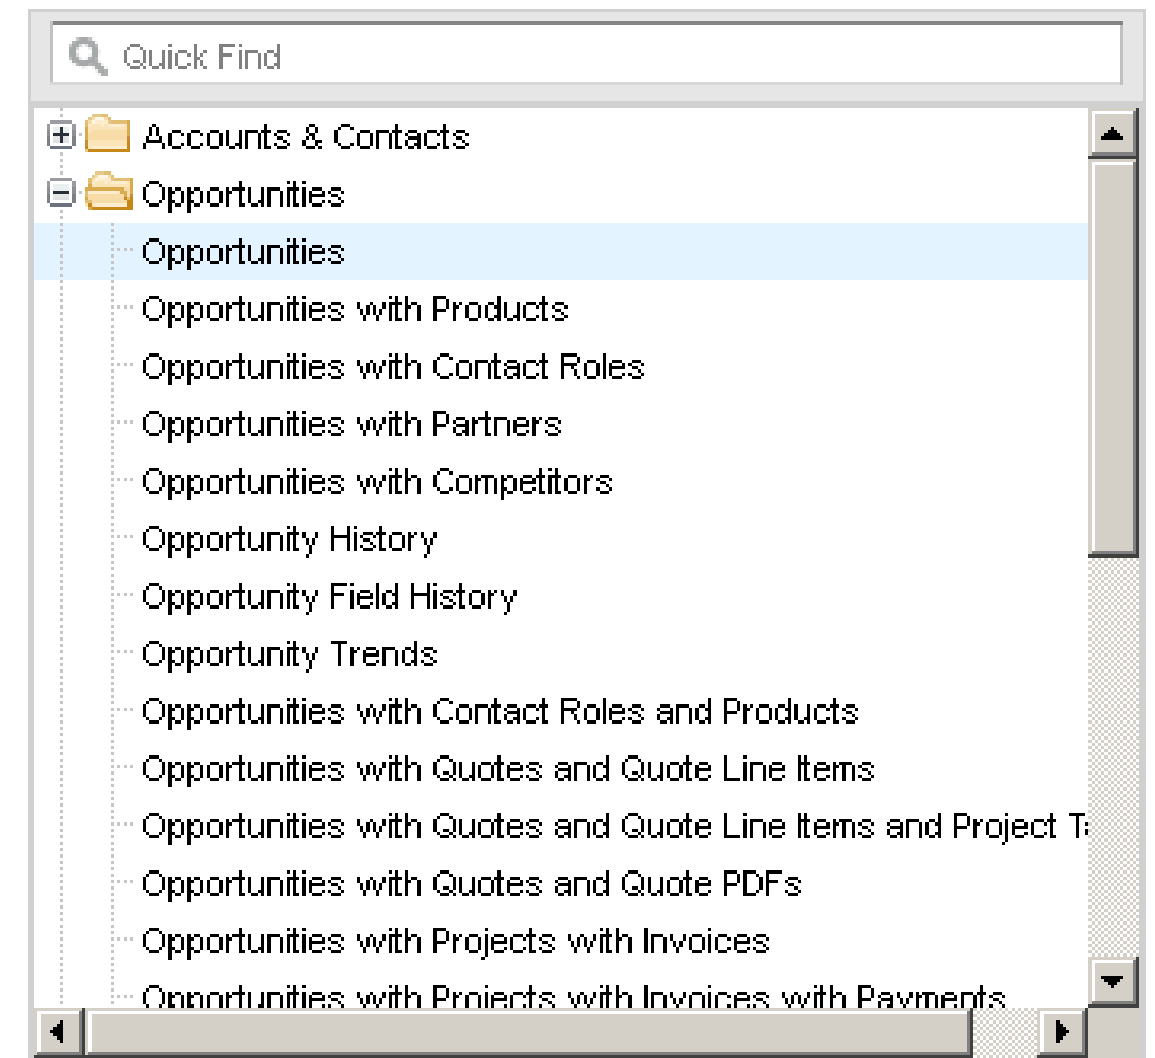 Quick Find
Accounts & Contacts
Opportunities
Opportunities
Opportunities with Products
Opportunities with Contact Roles
Opportunities with Partners
Opportunities with Competitors
Opportunity History
Opportunity Field History
Opportunity Trends
Opportunities with Contact Roles and Products
Opportunities with Quotes and Quote Line Items
Opportunities with Quotes and Quote Line Items and Project
Opportunities with Quotes and Quote PDFs
Opportunities with Projects with Invoices
Opportunities with Projects with Invoices with Payments